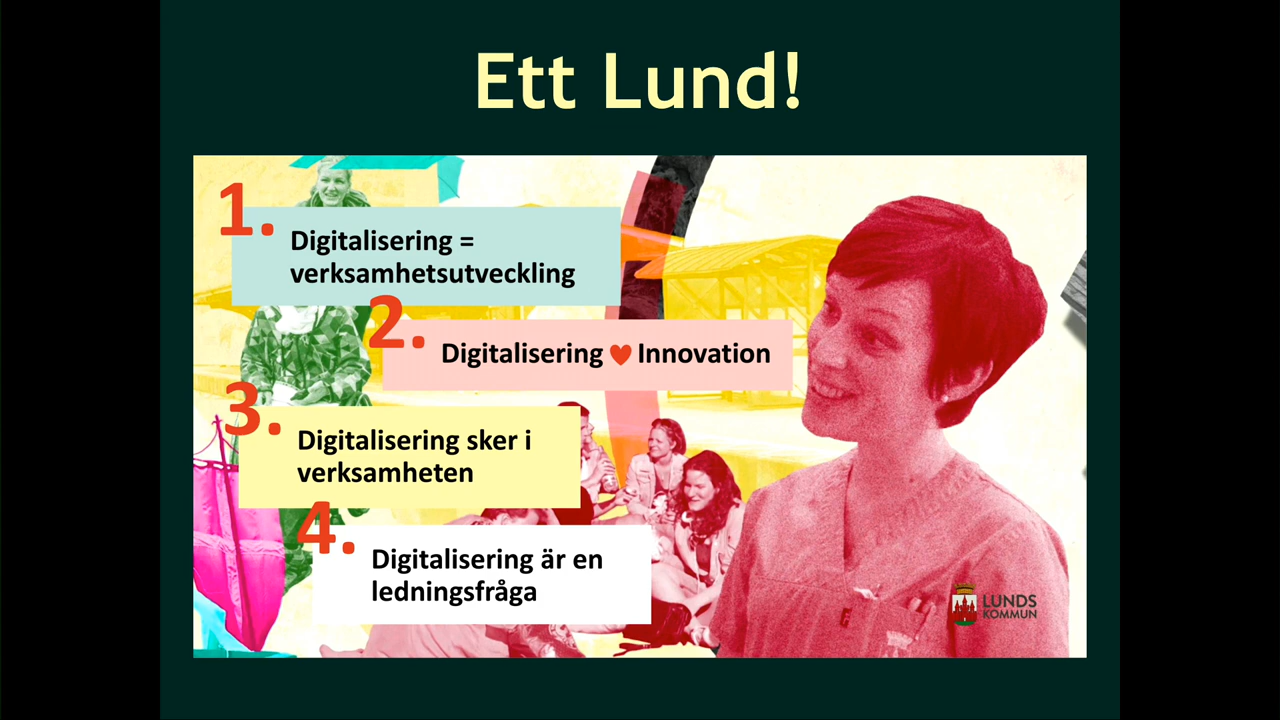 Ett Lund!
1.
Digitalisering =
verksamhetsutveckling
2.
Digitalisering ♥ Innovation
3.
Digitalisering sker i
verksamheten
4.
Digitalisering är en
ledningsfråga
LUNDS
KOMMUN